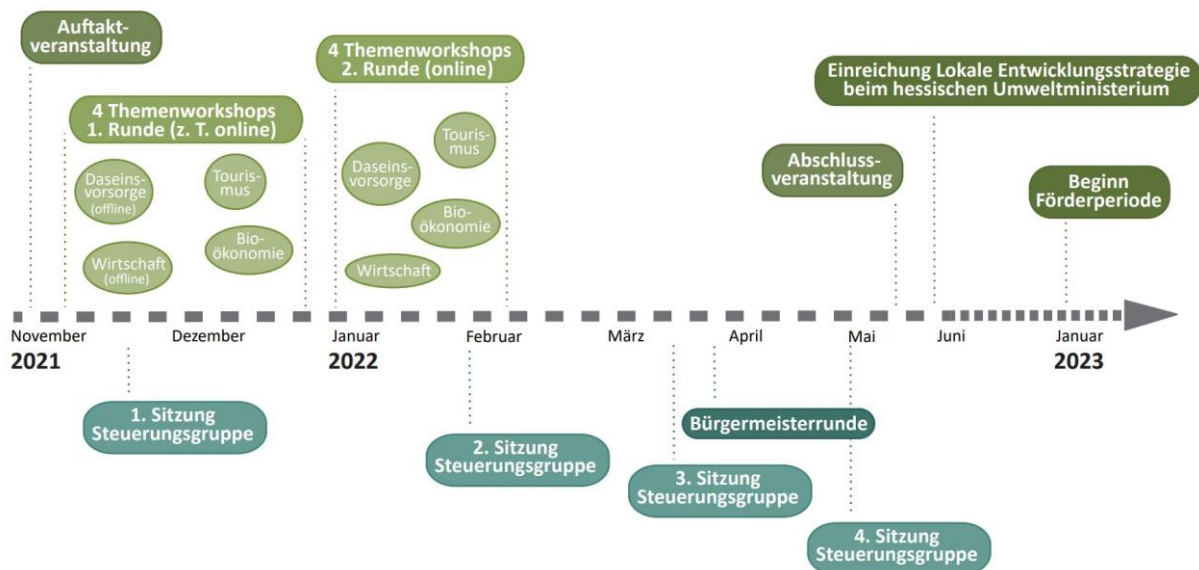 Auftakt-
veranstaltung
4 Themenworkshops
1. Runde (z. T. online)
Daseins-
vorsorge
(offline)
Touris-
mus
Wirtschaft
(offline)
Bio-
ökonomie
4 Themenworkshops
2. Runde (online)
Daseins-
vorsorge
Touris-
mus
Bio-
ökonomie
Wirtschaft
Abschluss-
veranstaltung
Einreichung Lokale Entwicklungsstrategie
beim hessischen Umweltministerium
Beginn
Förderperiode
November
2021
Dezember
Januar
2022
Februar
März
April
Mai
Juni
Januar
2023
1. Sitzung
Steuerungsgruppe
2. Sitzung
Steuerungsgruppe
Bürgermeisterrunde
3. Sitzung
Steuerungsgruppe
4. Sitzung
Steuerungsgruppe